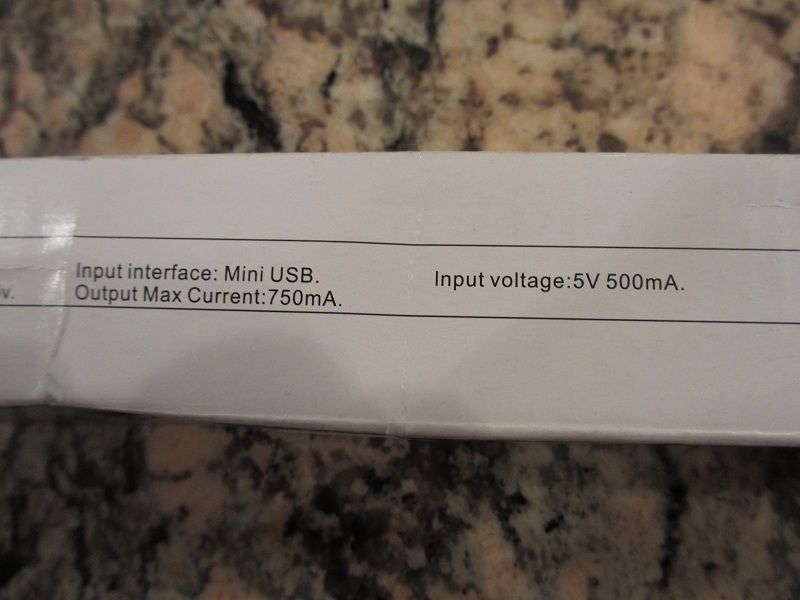 Input interface: Mini USB.
Output Max Current:750mA.
Input voltage:5V 500mA.